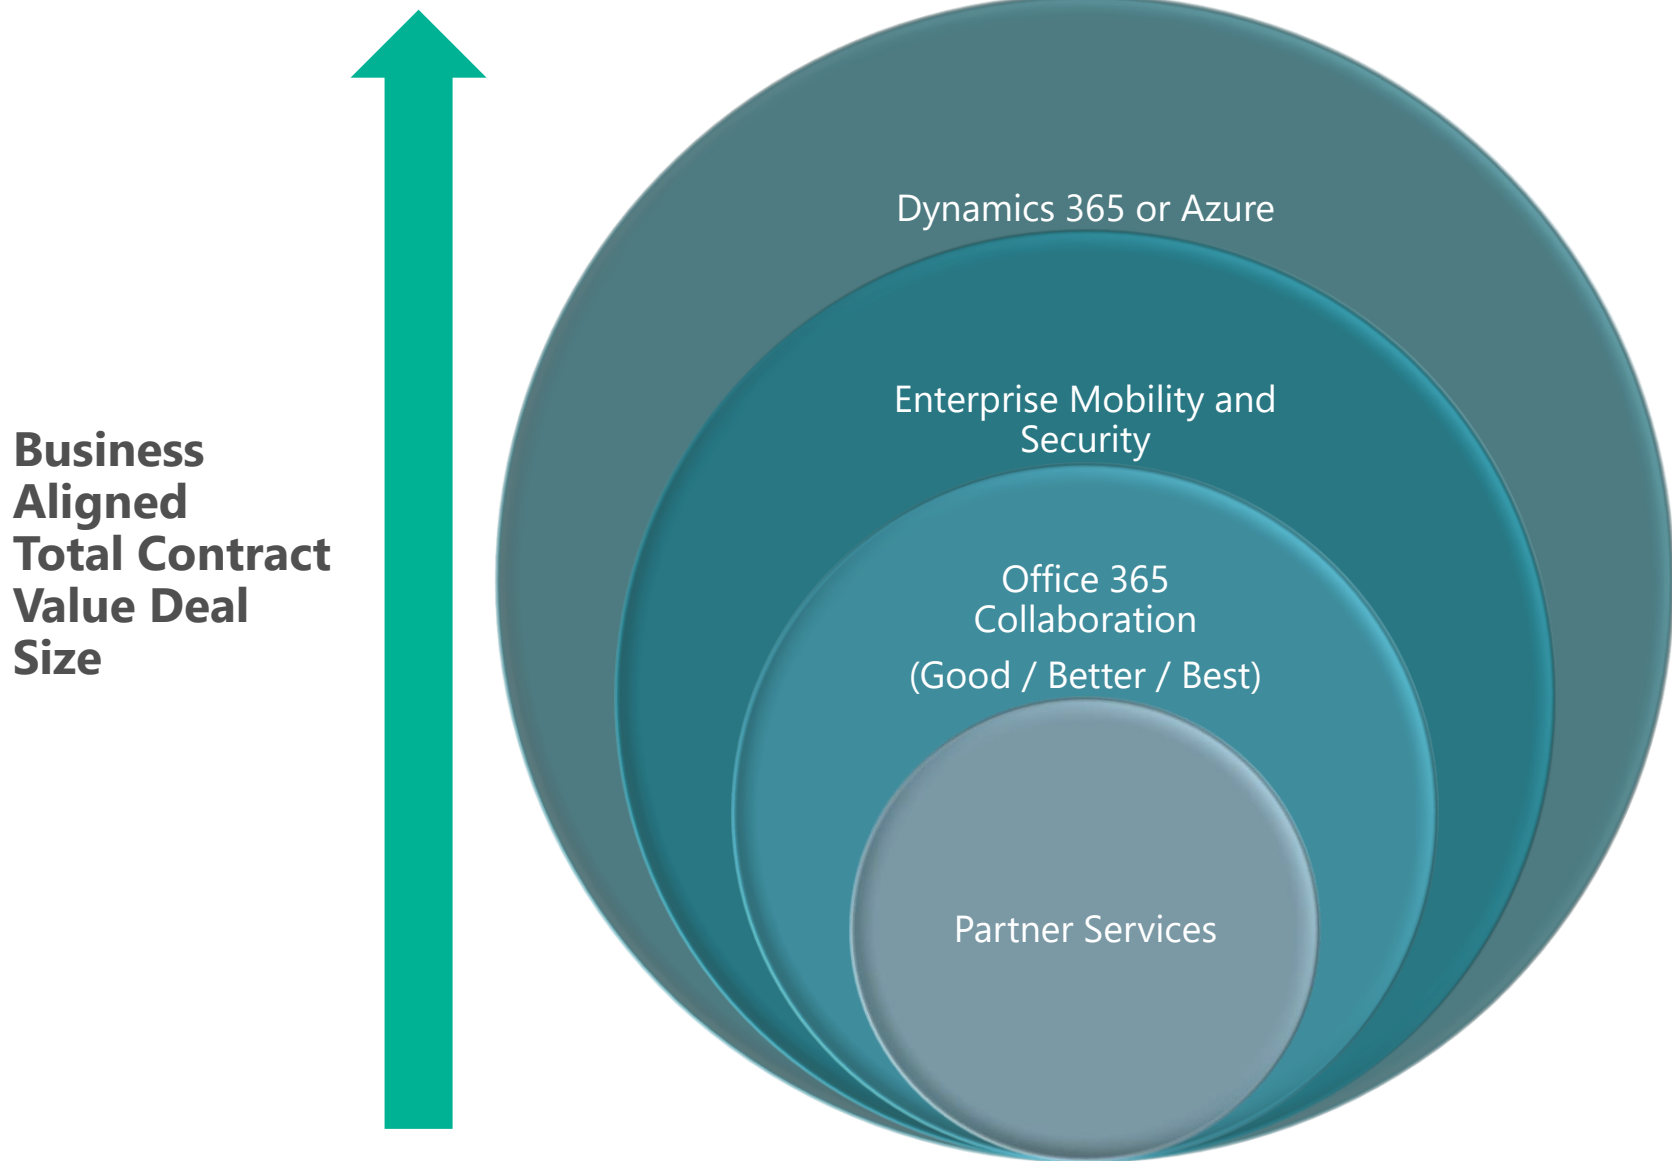 Business
Aligned
Total Contract
Value Deal
Size
Dynamics 365 or Azure
Enterprise Mobility and
Security
Office 365
Collaboration
(Good / Better / Best)
Partner Services